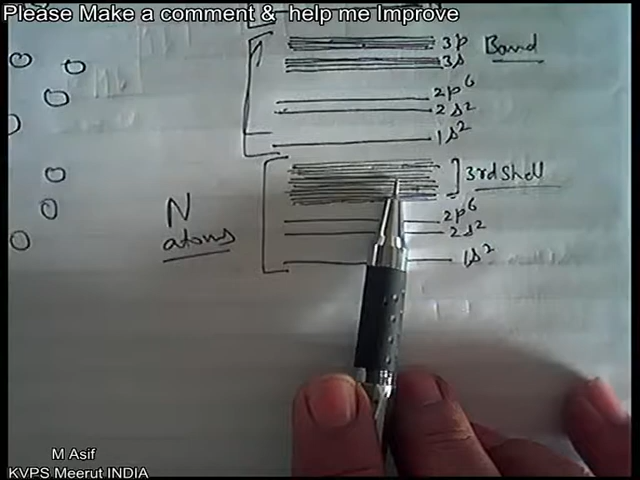 Please Make a comment & help me Improve
3p Band
3s
2p⁶
2s²
1s²
3rd Shell
N
atoms
2p⁶
2s²
1s²
M Asif
KVPS Meerut INDIA